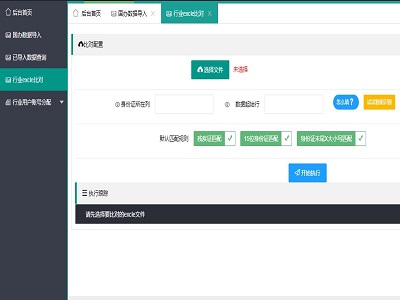 后台首页
国办数据导入
已导入数据查询
行业excle比对
行业用户账号分配
后台首页 国办数据导入 X 行业excle比对 X
比对配置
选择文件 未选择
身份证所在列 数据起始行 怎么填?
默认匹配规则 残疾证匹配 15位身份证匹配 身份证末尾X大小写匹配
开始执行
执行跟踪
请先选择要比对的excle文件